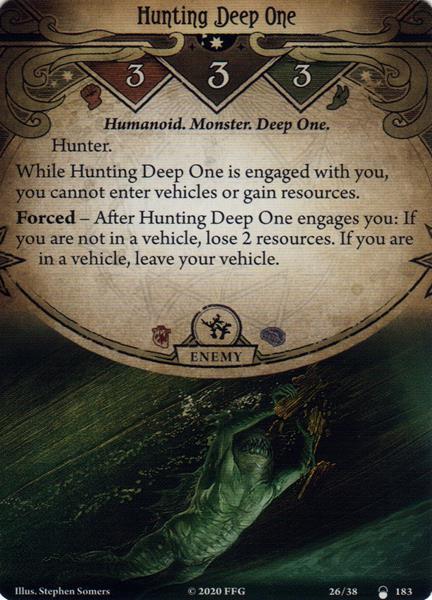 Hunting Deep One
3 3 3
Humanoid. Monster. Deep One.
Hunter.
While Hunting Deep One is engaged with you,
you cannot enter vehicles or gain resources.
Forced – After Hunting Deep One engages you: If
you are not in a vehicle, lose 2 resources. If you are
in a vehicle, leave your vehicle.
ENEMY
Illus. Stephen Somers © 2020 FFG 26/38 183